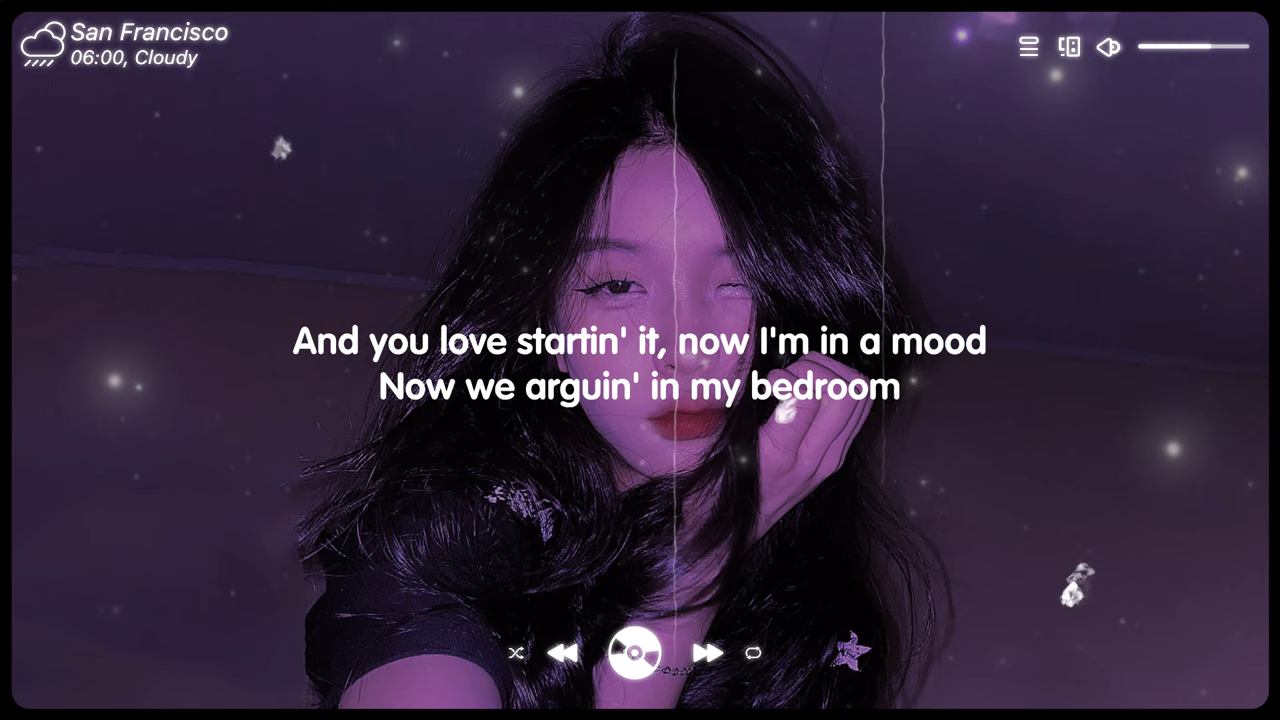 San Francisco
06:00, Cloudy
And you love startin' it, now I'm in a mood
Now we arguin' in my bedroom